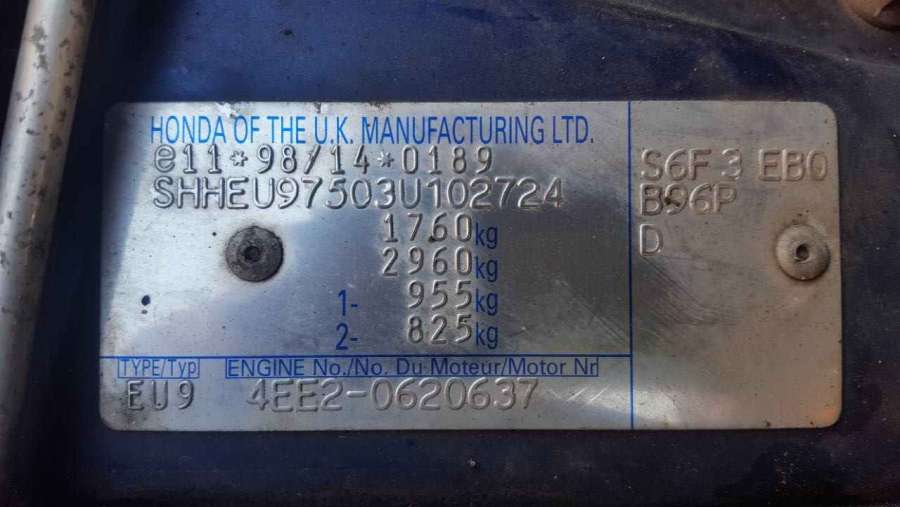 HONDA OF THE U.K. MANUFACTURING LTD.
e11*98/14*0189
SHHEU97503U102724
1760kg
2960kg
1- 955kg
2- 825kg
S6F 3 EB0
B96P
D
TYPE/Typ ENGINE No./No. Du Moteur/Motor Nr
EU9 4EE2-0620637